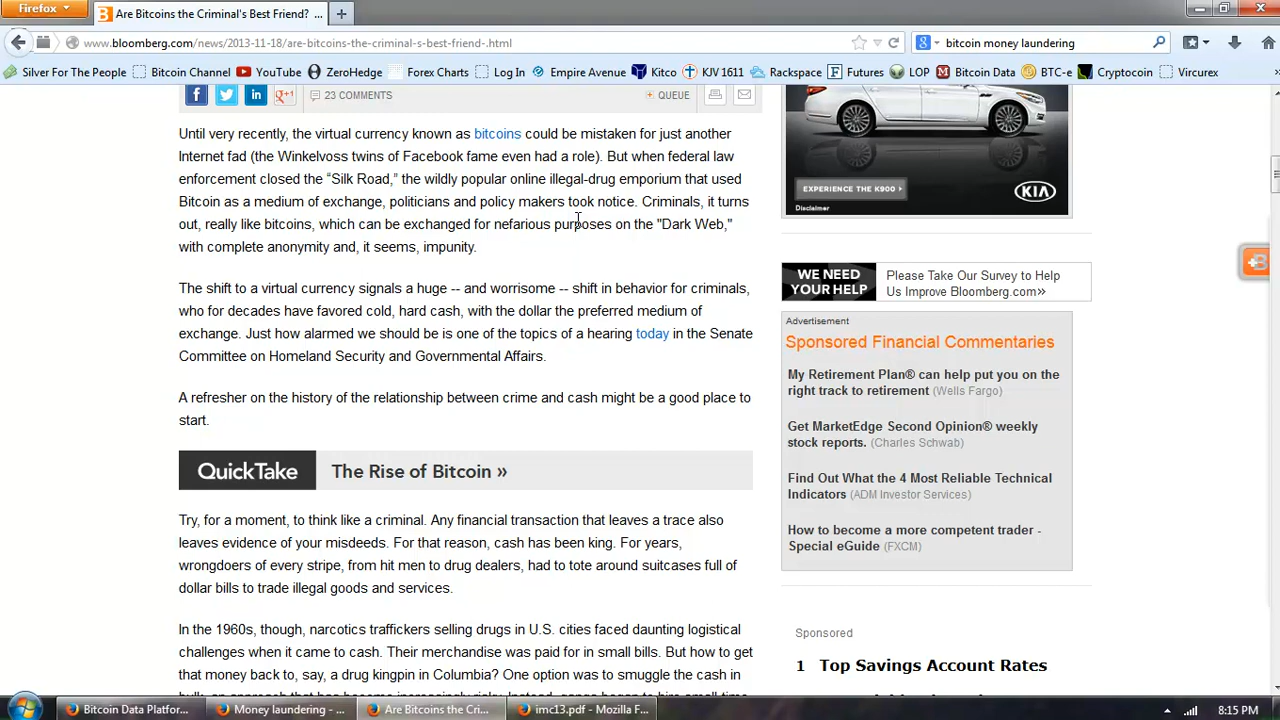 Firefox
Are Bitcoins the Criminal's Best Friend? ...
www.bloomberg.com/news/2013-11-18/are-bitcoins-the-criminal-s-best-friend-.html
bitcoin money laundering
Silver For The People
Bitcoin Channel
YouTube
ZeroHedge
Forex Charts
Log In
Empire Avenue
Kitco
KJV 1611
Rackspace
Futures
LOP
Bitcoin Data
BTC-e
Cryptocoin
Vircurex
23 COMMENTS
QUEUE
Until very recently, the virtual currency known as bitcoins could be mistaken for just another
Internet fad (the Winkelvoss twins of Facebook fame even had a role). But when federal law
enforcement closed the “Silk Road,” the wildly popular online illegal-drug emporium that used
Bitcoin as a medium of exchange, politicians and policy makers took notice. Criminals, it turns
out, really like bitcoins, which can be exchanged for nefarious purposes on the "Dark Web,"
with complete anonymity and, it seems, impunity.
The shift to a virtual currency signals a huge -- and worrisome -- shift in behavior for criminals,
who for decades have favored cold, hard cash, with the dollar the preferred medium of
exchange. Just how alarmed we should be is one of the topics of a hearing today in the Senate
Committee on Homeland Security and Governmental Affairs.
A refresher on the history of the relationship between crime and cash might be a good place to
start.
QuickTake The Rise of Bitcoin »
Try, for a moment, to think like a criminal. Any financial transaction that leaves a trace also
leaves evidence of your misdeeds. For that reason, cash has been king. For years,
wrongdoers of every stripe, from hit men to drug dealers, had to tote around suitcases full of
dollar bills to trade illegal goods and services.
In the 1960s, though, narcotics traffickers selling drugs in U.S. cities faced daunting logistical
challenges when it came to cash. Their merchandise was paid for in small bills. But how to get
that money back to, say, a drug kingpin in Columbia? One option was to smuggle the cash in
EXPERIENCE THE K900
KIA
Disclaimer
WE NEED
YOUR HELP
Please Take Our Survey to Help
Us Improve Bloomberg.com»
Advertisement
Sponsored Financial Commentaries
My Retirement Plan® can help put you on the
right track to retirement (Wells Fargo)
Get MarketEdge Second Opinion® weekly
stock reports. (Charles Schwab)
Find Out What the 4 Most Reliable Technical
Indicators (ADM Investor Services)
How to become a more competent trader -
Special eGuide (FXCM)
Sponsored
1 Top Savings Account Rates
Bitcoin Data Platfor...
Money laundering - ...
Are Bitcoins the Cri...
imc13.pdf - Mozilla F...
8:15 PM